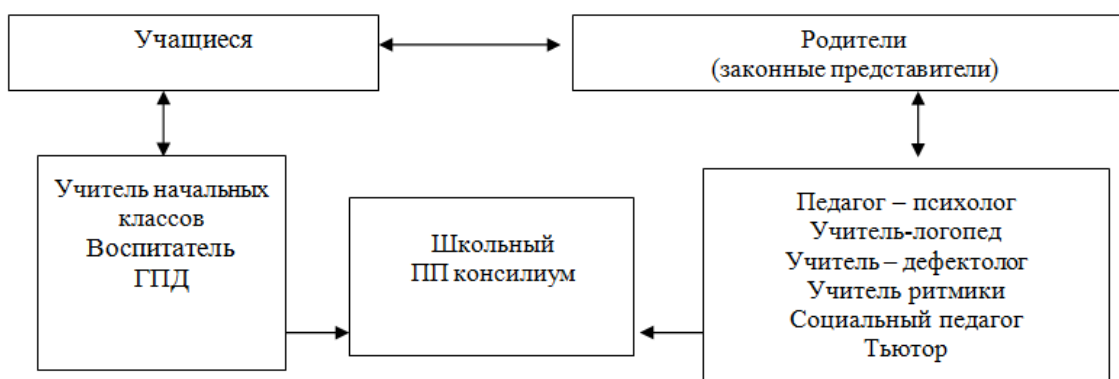 Учащиеся
Родители
(законные представители)
Учитель начальных
классов
Воспитатель
ГПД
Школьный
ПП консилиум
Педагог – психолог
Учитель-логопед
Учитель – дефектолог
Учитель ритмики
Социальный педагог
Тьютор